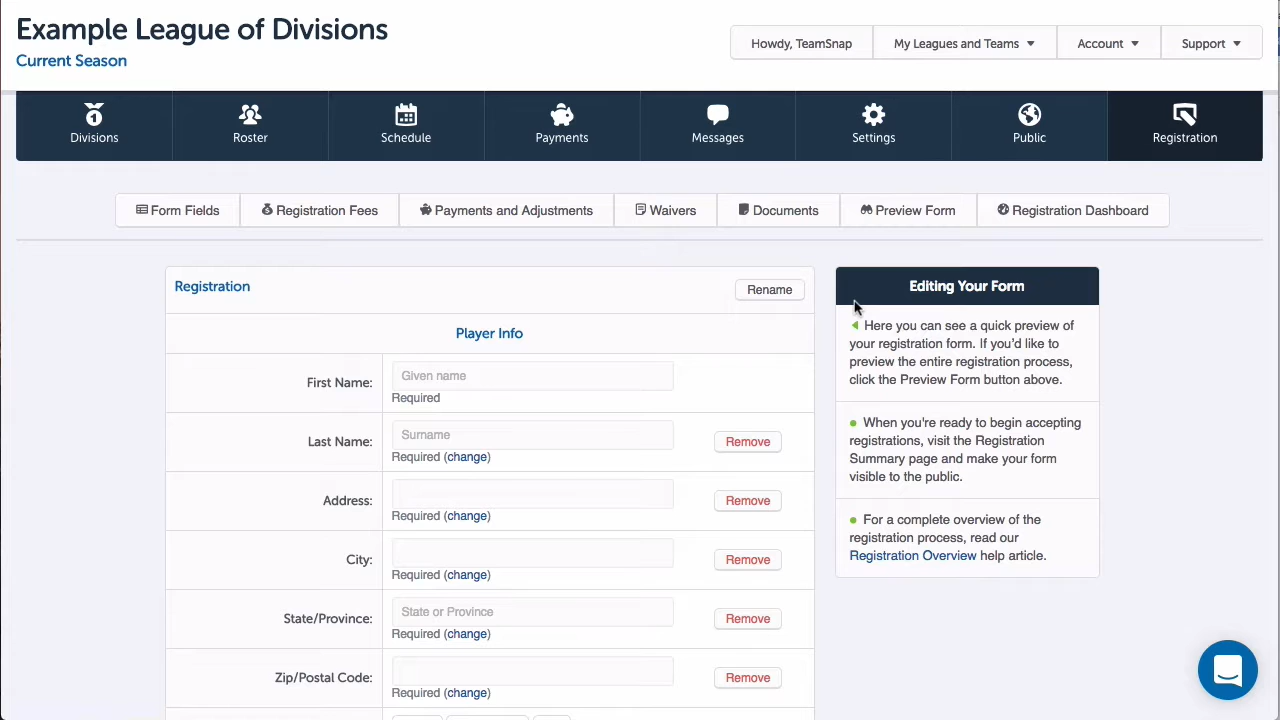 Example League of Divisions
Current Season
Howdy, TeamSnap
My Leagues and Teams
Account
Support
Divisions
Roster
Schedule
Payments
Messages
Settings
Public
Registration
Form Fields
Registration Fees
Payments and Adjustments
Waivers
Documents
Preview Form
Registration Dashboard
Registration
Rename
Player Info
First Name:
Given name
Required
Last Name:
Surname
Required (change)
Remove
Address:
Required (change)
Remove
City:
Required (change)
Remove
State/Province:
State or Province
Required (change)
Remove
Zip/Postal Code:
Required (change)
Remove
Editing Your Form
Here you can see a quick preview of
your registration form. If you'd like to
preview the entire registration process,
click the Preview Form button above.
When you're ready to begin accepting
registrations, visit the Registration
Summary page and make your form
visible to the public.
For a complete overview of the
registration process, read our
Registration Overview help article.